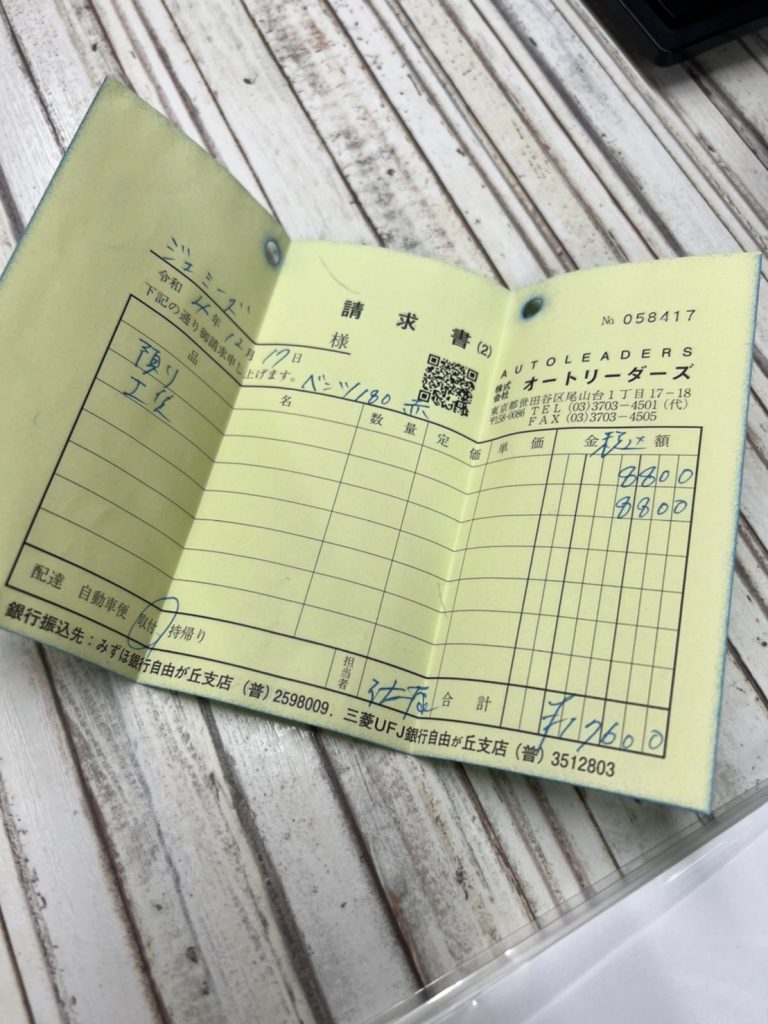 請求書(2)
№ 058417
ジェミーズ 様
令和 4年 12月 17日
下記の通り御請求申し上げます。
ベンツ180 赤
AUTOLEADERS
株式会社 オートリーダーズ
東京都世田谷区尾山台1丁目17-18
〒158-0086 TEL (03)3703-4501(代)
FAX (03)3703-4505
品名 数量 定価 単価 金額
税込
預り 8800
工賃 8800
配達 自動車便 取付 持帰り
担当者 合計 ¥17600
銀行振込先:みずほ銀行自由が丘支店 (普) 2598009. 三菱UFJ銀行自由が丘支店 (普) 3512803